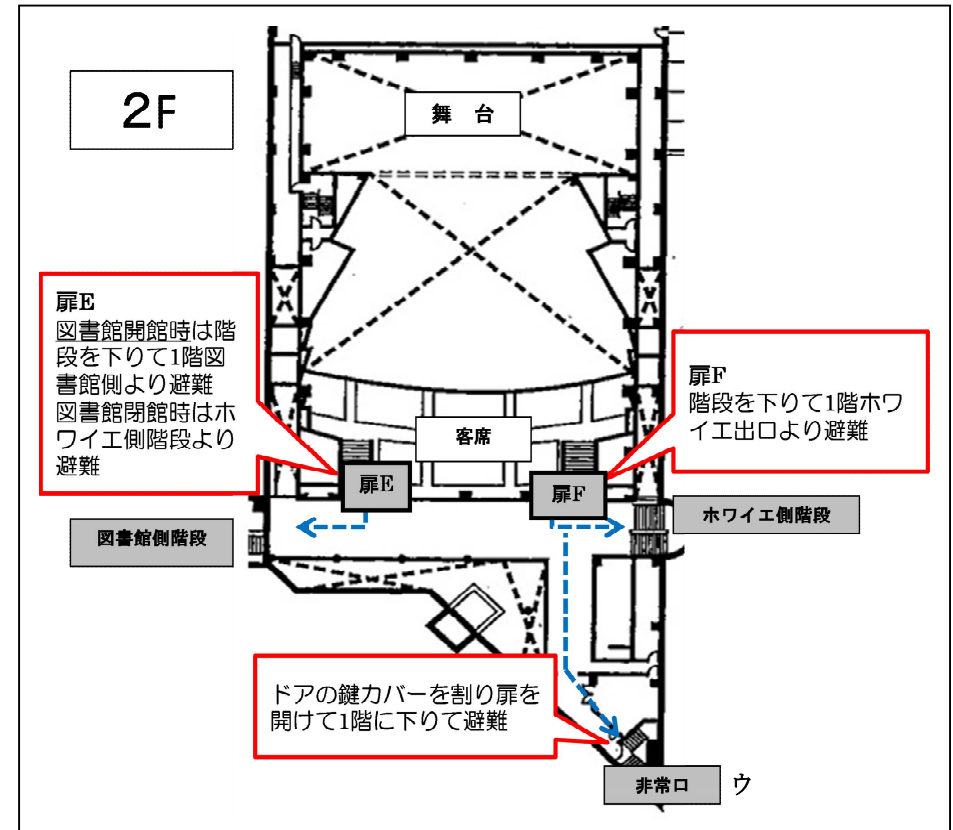 2F
舞 台
扉E
図書館開館時は階
段を下りて1階図
書館側より避難
図書館閉館時はホ
ワイエ側階段より
避難
扉F
階段を下りて1階ホワ
イエ出口より避難
客席
扉E
扉F
図書館側階段
ホワイエ側階段
ドアの鍵カバーを割り扉を
開けて1階に下りて避難
非常口 ウ